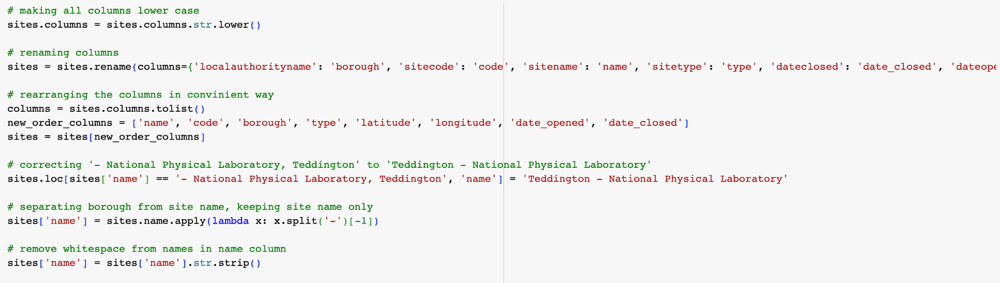 # making all columns lower case
sites.columns = sites.columns.str.lower()
# renaming columns
sites = sites.rename(columns={'localauthorityname': 'borough', 'sitecode': 'code', 'sitename': 'name', 'sitetype': 'type', 'dateclosed': 'date_closed', 'dateope
# rearranging the columns in convinient way
columns = sites.columns.tolist()
new_order_columns = ['name', 'code', 'borough', 'type', 'latitude', 'longitude', 'date_opened', 'date_closed']
sites = sites[new_order_columns]
# correcting '- National Physical Laboratory, Teddington' to 'Teddington - National Physical Laboratory'
sites.loc[sites['name'] == '- National Physical Laboratory, Teddington', 'name'] = 'Teddington - National Physical Laboratory'
# separating borough from site name, keeping site name only
sites['name'] = sites.name.apply(lambda x: x.split('-')[-1])
# remove whitespace from names in name column
sites['name'] = sites['name'].str.strip()